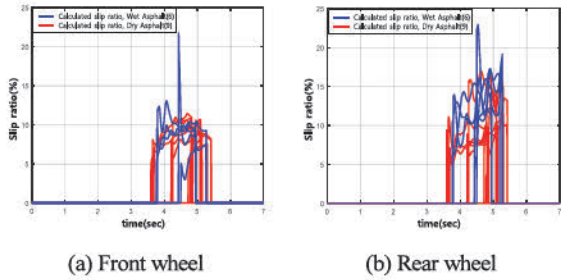 Calculated slip ratio, Wet Asphalt(6)
Calculated slip ratio, Dry Asphalt(9)
Slip ratio(%)
25
20
15
10
5
0
0 1 2 3 4 5 6 7
time(sec)
(a) Front wheel
Calculated slip ratio, Wet Asphalt(6)
Calculated slip ratio, Dry Asphalt(9)
Slip ratio(%)
25
20
15
10
5
0
0 1 2 3 4 5 6 7
time(sec)
(b) Rear wheel